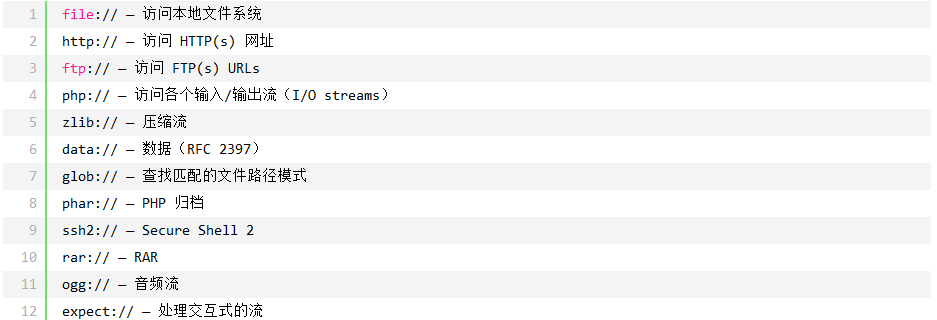 1 file:// — 访问本地文件系统
2 http:// — 访问 HTTP(s) 网址
3 ftp:// — 访问 FTP(s) URLs
4 php:// — 访问各个输入/输出流（I/O streams）
5 zlib:// — 压缩流
6 data:// — 数据（RFC 2397）
7 glob:// — 查找匹配的文件路径模式
8 phar:// — PHP 归档
9 ssh2:// — Secure Shell 2
10 rar:// — RAR
11 ogg:// — 音频流
12 expect:// — 处理交互式的流